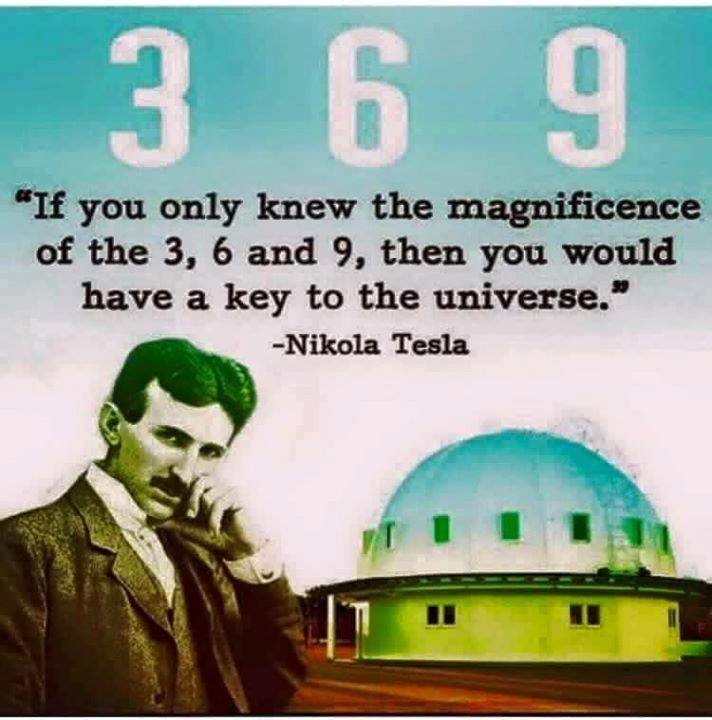 3 6 9
“If you only knew the magnificence
of the 3, 6 and 9, then you would
have a key to the universe.”
-Nikola Tesla